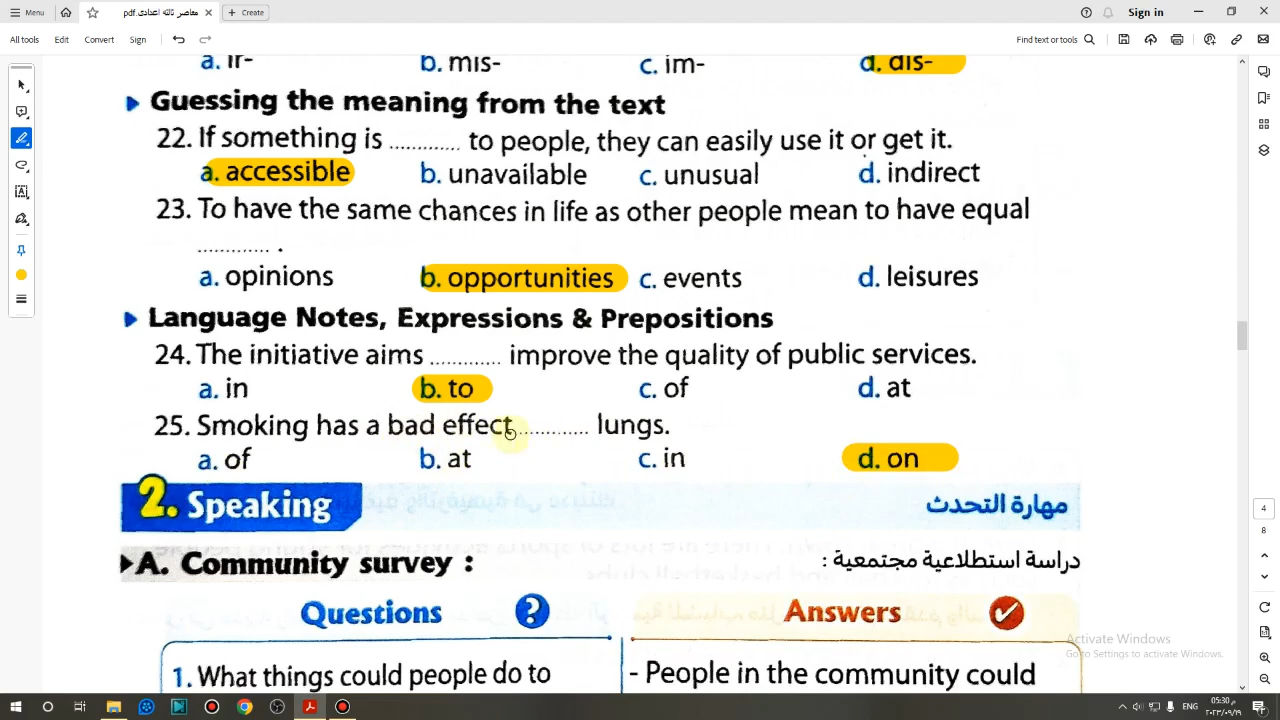 Menu
معاصر تالته اعدادى.pdf
Create
Sign in
All tools
Edit
Convert
Sign
Find text or tools
a. ir-
b. mis-
c. im-
d. dis-
Guessing the meaning from the text
22. If something is ............ to people, they can easily use it or get it.
a. accessible
b. unavailable
c. unusual
d. indirect
23. To have the same chances in life as other people mean to have equal
............ .
a. opinions
b. opportunities
c. events
d. leisures
Language Notes, Expressions & Prepositions
24. The initiative aims ............ improve the quality of public services.
a. in
b. to
c. of
d. at
25. Smoking has a bad effect ............ lungs.
a. of
b. at
c. in
d. on
2. Speaking
مهارة التحدث
A. Community survey :
دراسة استطلاعية مجتمعية :
Questions ?
Answers
1. What things could people do to
- People in the community could
4
8
Activate Windows
Go to Settings to activate Windows.
ENG
05:30 م
٢٠٢٣/٠٩/١٩